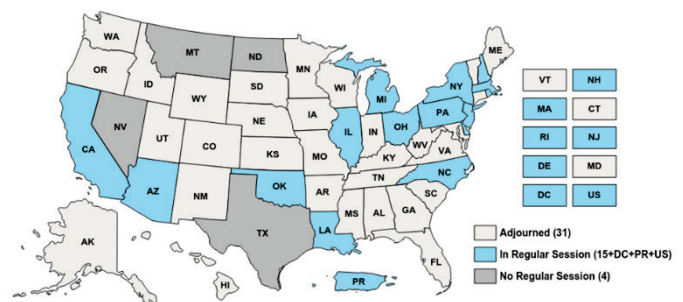 WA
OR
CA
NV
ID
MT
WY
UT
AZ
CO
NM
ND
SD
NE
KS
OK
TX
MN
IA
MO
AR
LA
WI
IL
MI
IN
OH
KY
TN
MS
AL
GA
FL
SC
NC
VA
WV
PA
NY
ME
AK
HI
PR
VT NH
MA CT
RI NJ
DE MD
DC US
Adjourned (31)
In Regular Session (15+DC+PR+US)
No Regular Session (4)